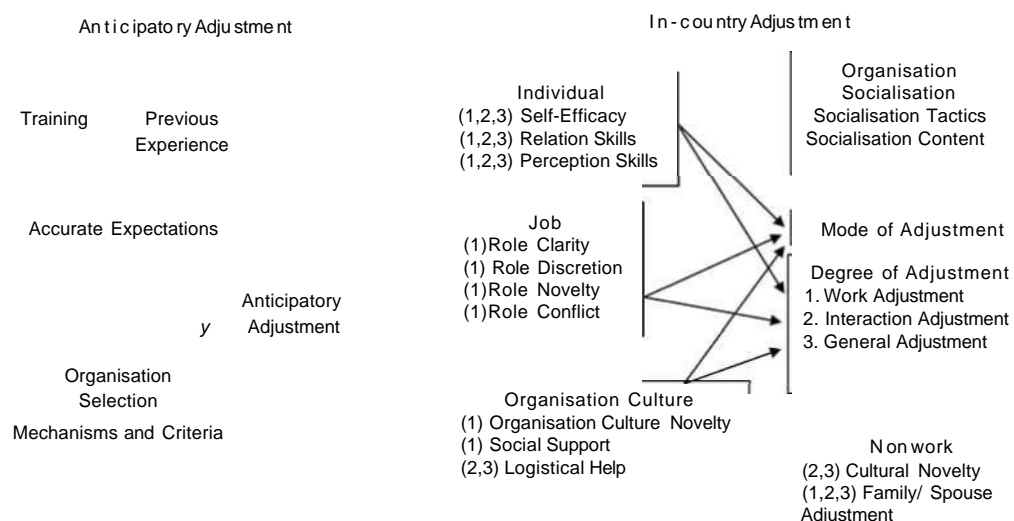 Anticipatory Adjustment
In-country Adjustment
Training Previous
Experience
Accurate Expectations
Anticipatory
y Adjustment
Organisation
Selection
Mechanisms and Criteria
Individual
(1,2,3) Self-Efficacy
(1,2,3) Relation Skills
(1,2,3) Perception Skills
Job
(1)Role Clarity
(1) Role Discretion
(1)Role Novelty
(1)Role Conflict
Organisation Culture
(1) Organisation Culture Novelty
(1) Social Support
(2,3) Logistical Help
Organisation
Socialisation
Socialisation Tactics
Socialisation Content
Mode of Adjustment
Degree of Adjustment
1. Work Adjustment
2. Interaction Adjustment
3. General Adjustment
Nonwork
(2,3) Cultural Novelty
(1,2,3) Family/ Spouse
Adjustment